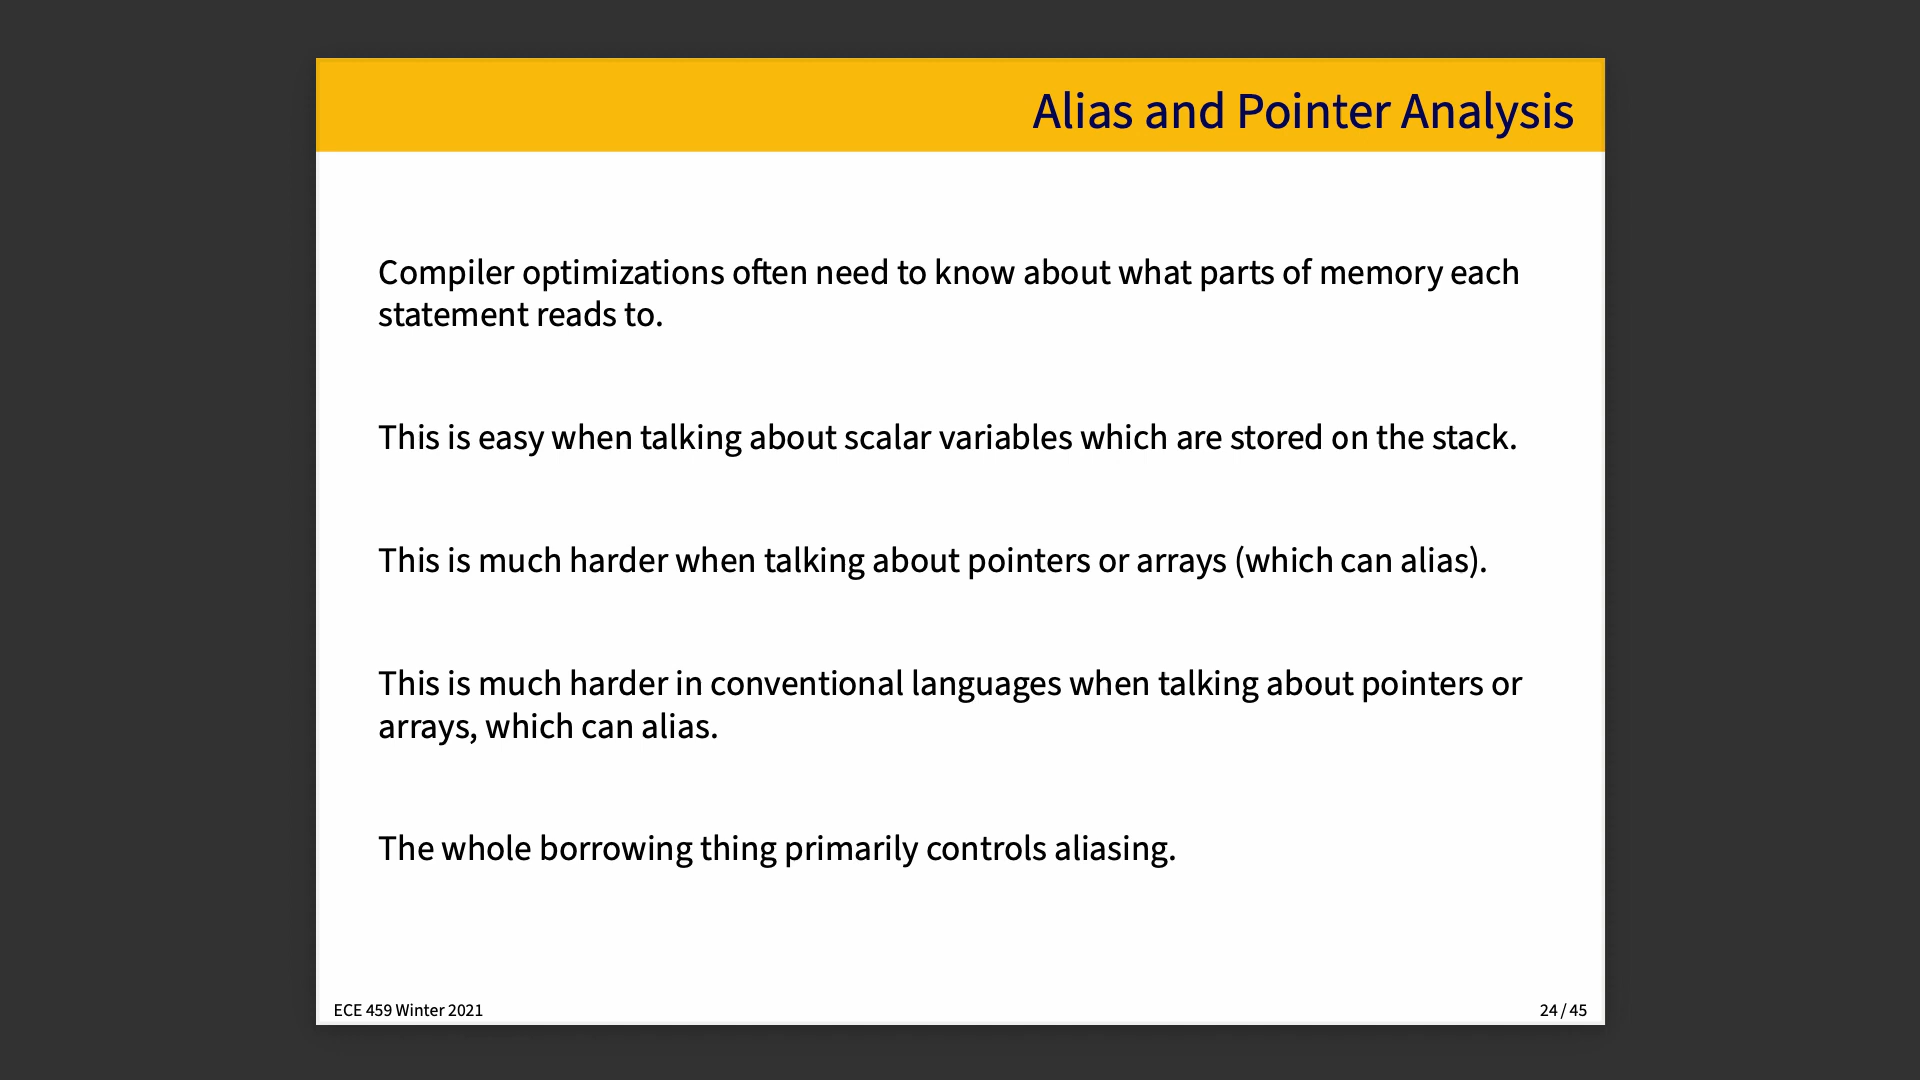 Alias and Pointer Analysis
Compiler optimizations often need to know about what parts of memory each
statement reads to.
This is easy when talking about scalar variables which are stored on the stack.
This is much harder when talking about pointers or arrays (which can alias).
This is much harder in conventional languages when talking about pointers or
arrays, which can alias.
The whole borrowing thing primarily controls aliasing.
ECE 459 Winter 2021
24 / 45